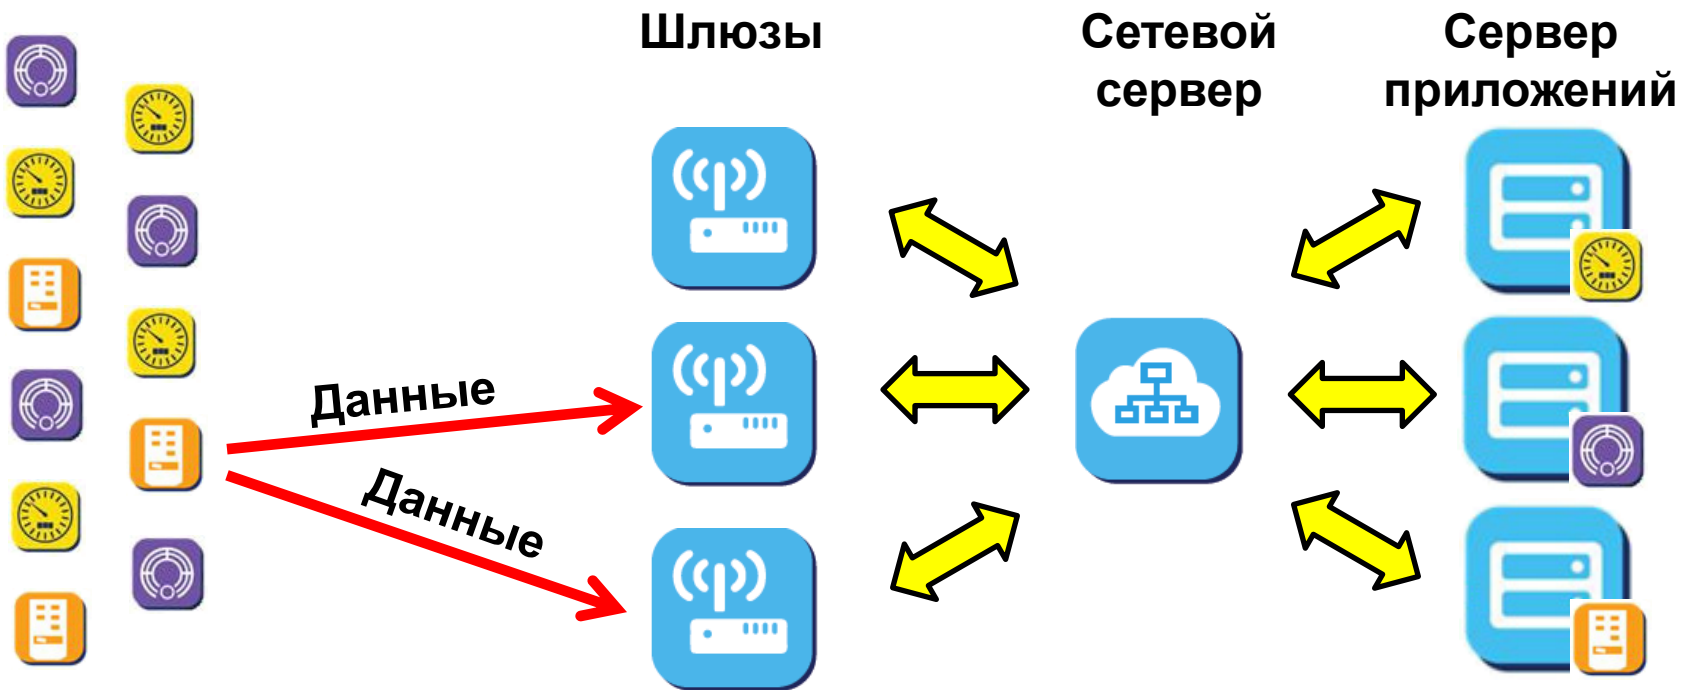 Шлюзы
Сетевой
сервер
Сервер
приложений
Данные
Данные